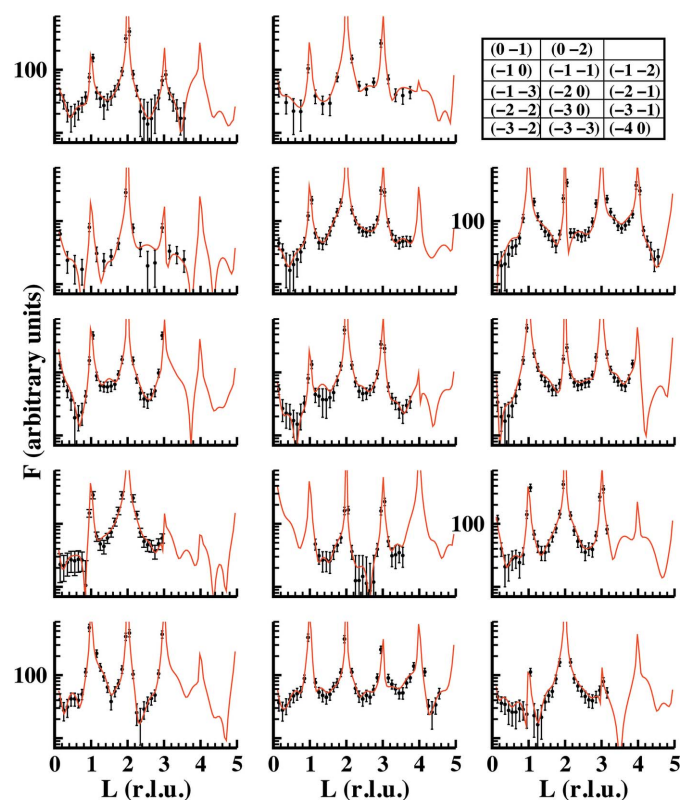 100
(0 −1) (0 −2)
(−1 0) (−1 −1) (−1 −2)
(−1 −3) (−2 0) (−2 −1)
(−2 −2) (−3 0) (−3 −1)
(−3 −2) (−3 −3) (−4 0)
100
F (arbitrary units)
100
100
0 1 2 3 4 5
0 1 2 3 4 5
0 1 2 3 4 5
L (r.l.u.)
L (r.l.u.)
L (r.l.u.)